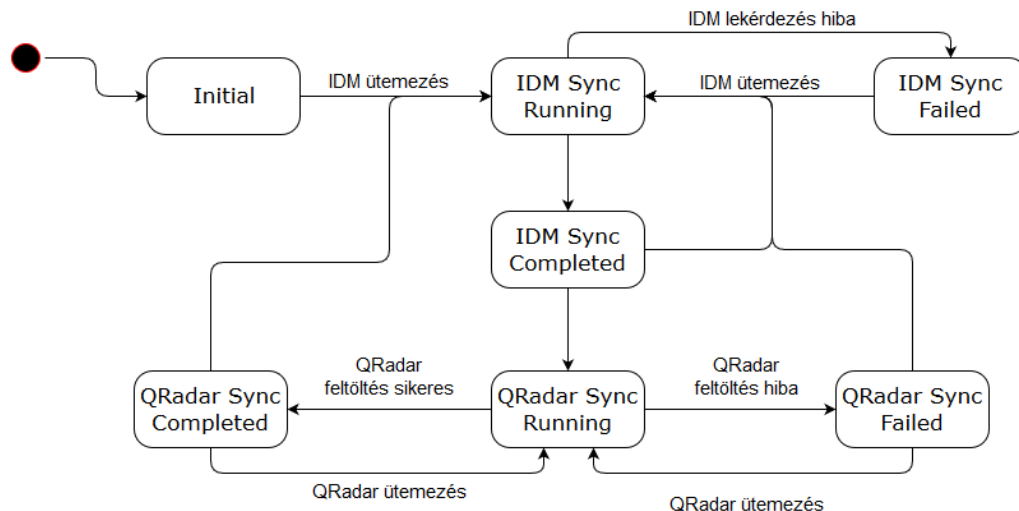 IDM lekérdezés hiba
Initial
IDM ütemezés
IDM Sync
Running
IDM ütemezés
IDM Sync
Failed
IDM Sync
Completed
QRadar
feltöltés sikeres
QRadar
feltöltés hiba
QRadar Sync
Completed
QRadar Sync
Running
QRadar Sync
Failed
QRadar ütemezés
QRadar ütemezés